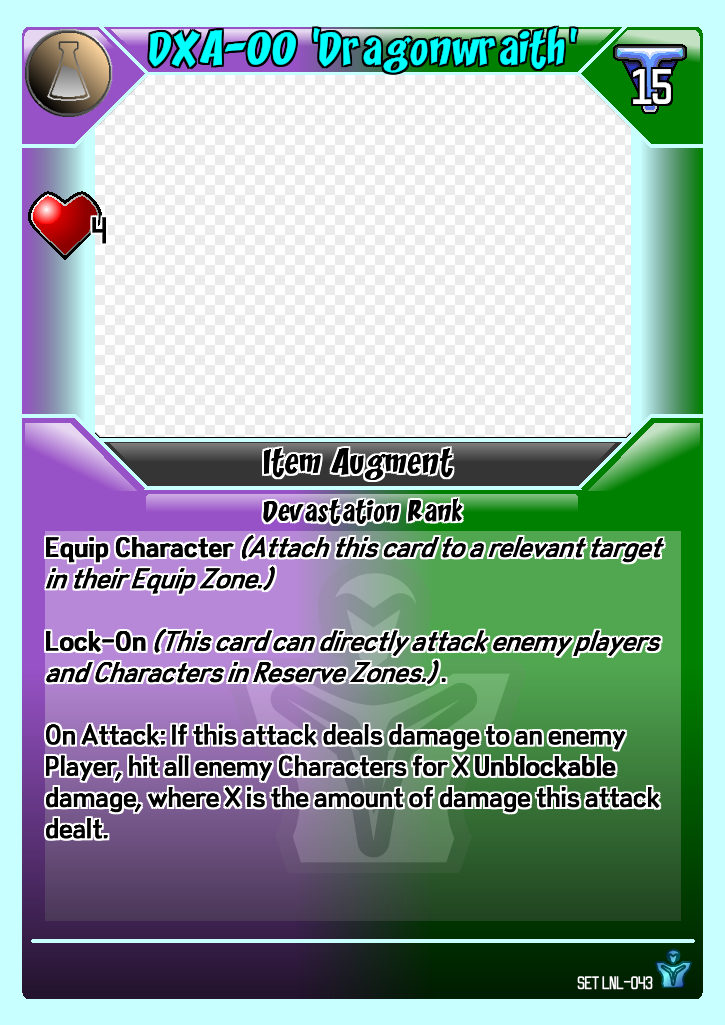 DXA-00 'Dragonwraith'
15
4
Item Augment
Devastation Rank
Equip Character (Attach this card to a relevant target
in their Equip Zone.)
Lock-On (This card can directly attack enemy players
and Characters in Reserve Zones.).
On Attack: If this attack deals damage to an enemy
Player, hit all enemy Characters for X Unblockable
damage, where X is the amount of damage this attack
dealt.
SET LNL-043